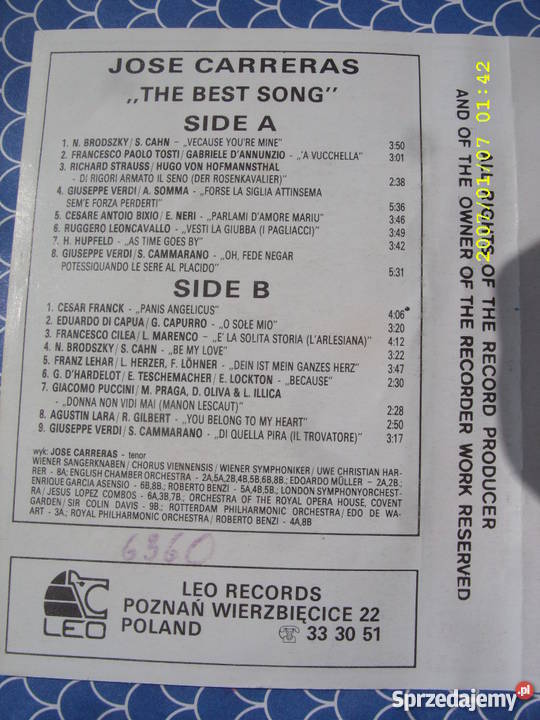 JOSE CARRERAS
„THE BEST SONG"
SIDE A
1. N. BRODSZKY/S. CAHN – „VECAUSE YOU'RE MINE" 3:50
2. FRANCESCO PAOLO TOSTI/ GABRIELE D'ANNUNZIO – „'A VUCCHELLA" 3:01
3. RICHARD STRAUSS/ HUGO VON HOFMANNSTHAL
– DI RIGORI ARMATO IL SENO (DER ROSENKAVALIER) 2:38
4. GIUSEPPE VERDI/ A. SOMMA – „FORSE LA SIGLIA ATTINSEMA
SEM'E FORZA PERDERTI" 5:36
5. CESARE ANTOIO BIXIO/ E. NERI – „PARLAMI D'AMORE MARIU" 3:46
6. RUGGERO LEONCAVALLO – „VESTI LA GIUBBA (I PAGLIACCI) 3:49
7. H. HUPFELD – „AS TIME GOES BY" 3:42
8. GIUSEPPE VERDI/ S. CAMMARANO – „OH, FEDE NEGAR
POTESSIQUANDO LE SERE AL PLACIDO" 5:31
SIDE B
1. CESAR FRANCK – „PANIS ANGELICUS" 4:06
2. EDUARDO DI CAPUA/ G. CAPURRO – „O SOLE MIO" 3:20
3. FRANCESCO CILEA/ L. MARENCO – „E' LA SOLITA STORIA (L'ARLESIANA) 4:12
4. N. BRODSZKY/ S. CAHN – „BE MY LOVE" 3:22
5. FRANZ LEHAR/ L. HERZER, F. LÖHNER – „DEIN IST MEIN GANZES HERZ" 3:47
6. G. D'HARDELOT/ E. TESCHEMACHER/ E. LOCKTON – „BECAUSE" 2:30
7. GIACOMO PUCCINI/ M. PRAGA, D. OLIVA & L. ILLICA
– „DONNA NON VIDI MAI (MANON LESCAUT)" 2:28
8. AGUSTIN LARA/ R. GILBERT – „YOU BELONG TO MY HEART" 2:50
9. GIUSEPPE VERDI/ S. CAMMARANO – „DI QUELLA PIRA (IL TROVATORE)" 3:17
wyk: JOSE CARRERAS – tenor
WIENER SANGERKNABEN/ CHORUS VIENNENSIS/ WIENER SYMPHONIKER/ UWE CHRISTIAN HAR-
RER – 8A; ENGLISH CHAMBER ORCHESTRA – 2A,5A,2B,4B,5B,6B,8B,; EDOARDO MÜLLER – 2A,2B,;
ENRIQUE GARCIA ASENSIO – 6B,8B,; ROBERTO BENZI – 5A,4B,5B,; LONDON SYMPHONYORCHEST-
RA/ JESUS LOPEZ COMBOS – 6A,3B,7B,; ORCHESTRA OF THE ROYAL OPERA HOUSE, COVENT
GARDEN/ SIR COLIN DAVIS – 9B,; ROTTERDAM PHILHARMONIC ORCHESTRA/ EDO DE WA-
ART – 3A,; ROYAL PHILHARMONIC ORCHESTRA/ ROBERTO BENZI – 4A,8B
6360
LEO
LEO RECORDS
POZNAŃ WIERZBIĘCICE 22
POLAND ☏ 33 30 51
ALL RIGHTS OF THE RECORD PRODUCER
AND OF THE OWNER OF THE RECORDER WORK RESERVED
Sprzedajemy.pl